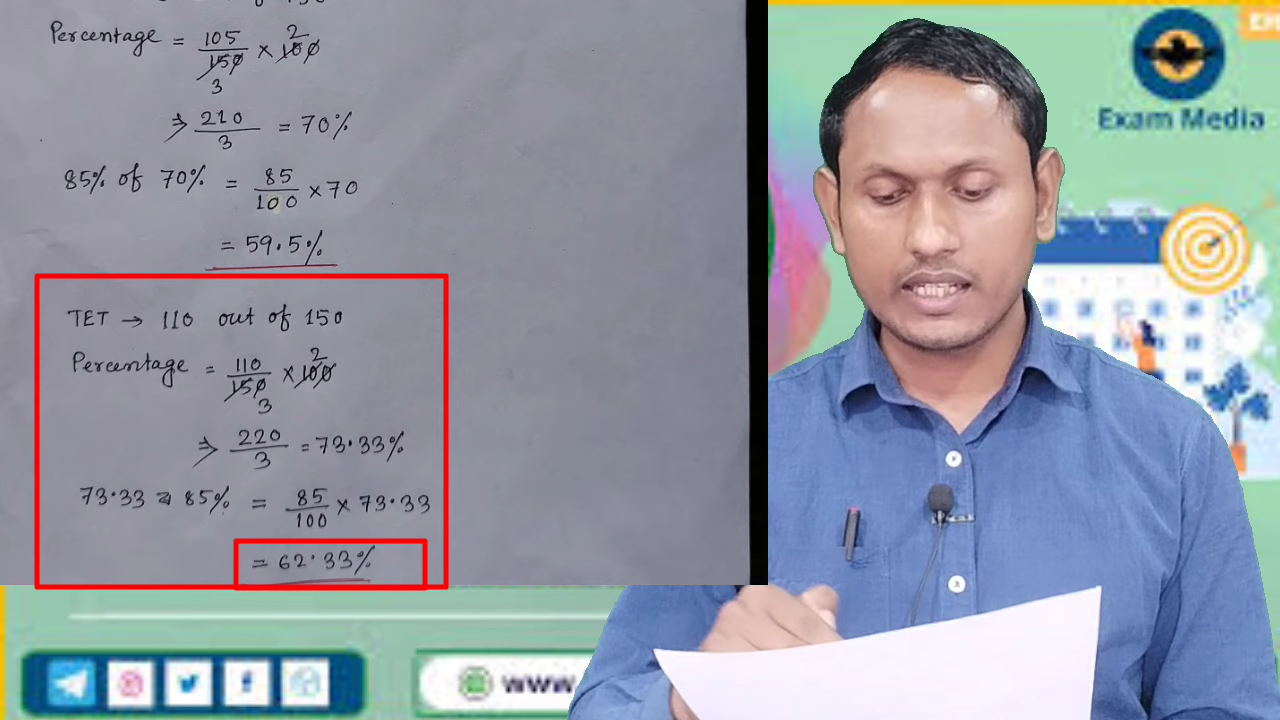 Percentage = 105/150 × 100 2
3
⇒ 210/3 = 70%
85% of 70% = 85/100 × 70
= 59.5%
TET → 110 out of 150
Percentage = 110/150 × 100 2
3
⇒ 220/3 = 73.33%
73.33 85% = 85/100 × 73.33
= 62.33%
Exam Media
www